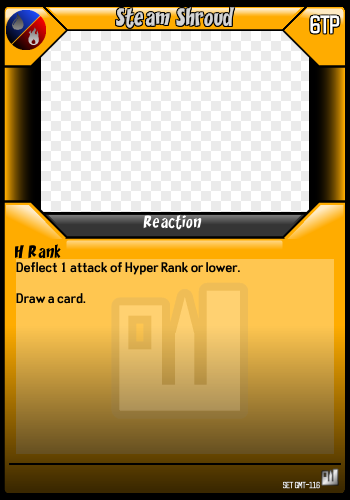 Steam Shroud
6TP
Reaction
H Rank
Deflect 1 attack of Hyper Rank or lower.
Draw a card.
SET GMT-116